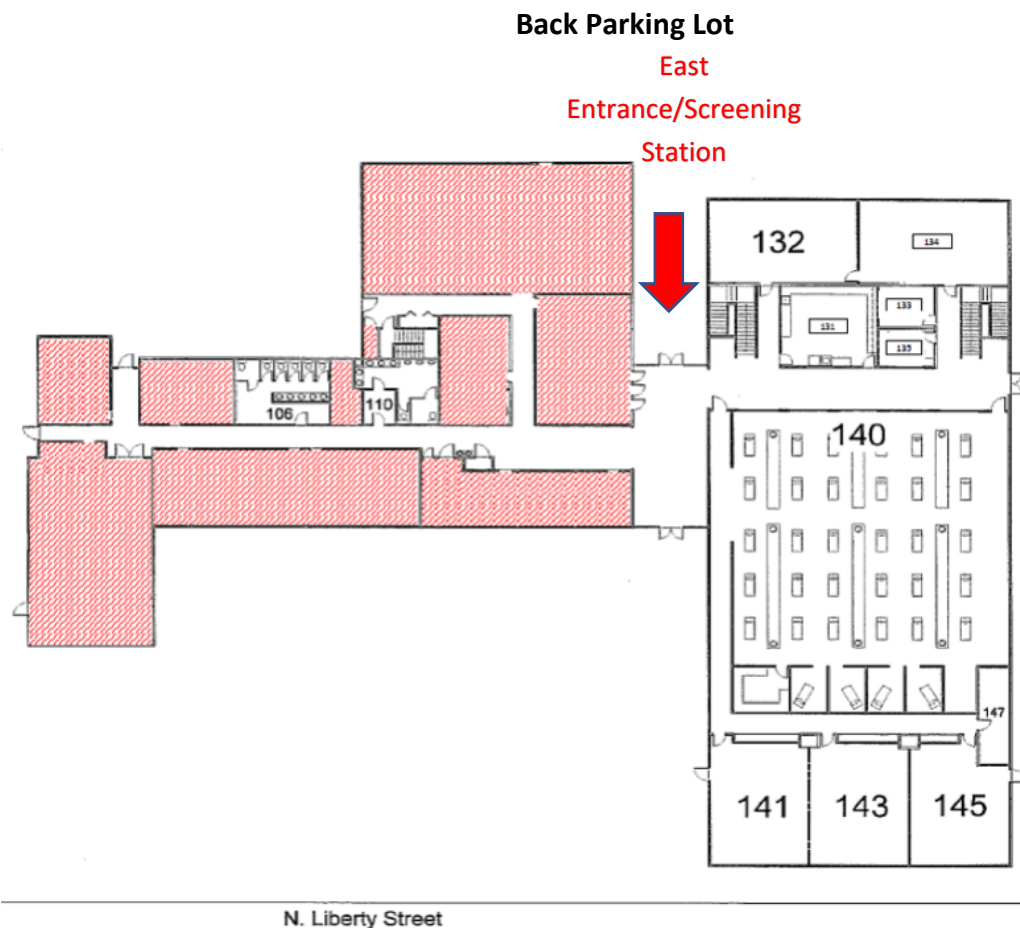 Back Parking Lot
East
Entrance/Screening
Station
132
134
133
131
135
106
110
140
147
141
143
145
N. Liberty Street